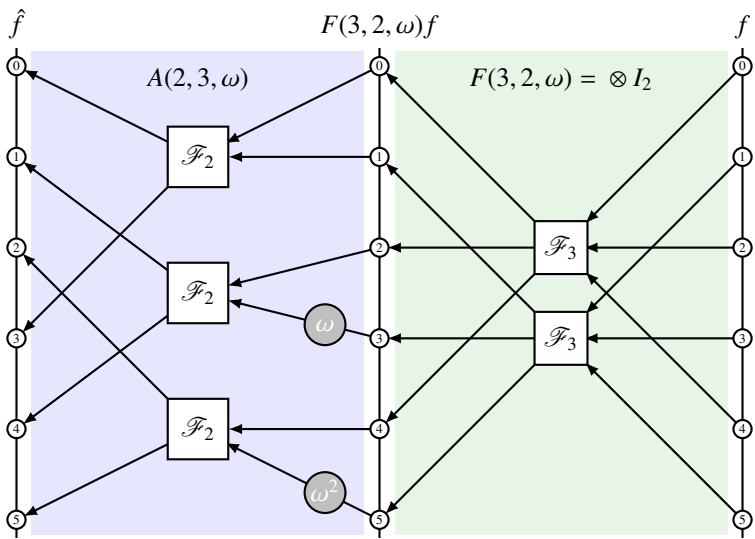 f̂ F(3, 2, ω)f f
0 0 0
A(2, 3, ω) F(3, 2, ω) = ⊗ I₂
ℱ₂
1 1 1
2 2 ℱ₃ 2
ℱ₂
ω
3 3 ℱ₃ 3
4 ℱ₂ 4 4
ω²
5 5 5